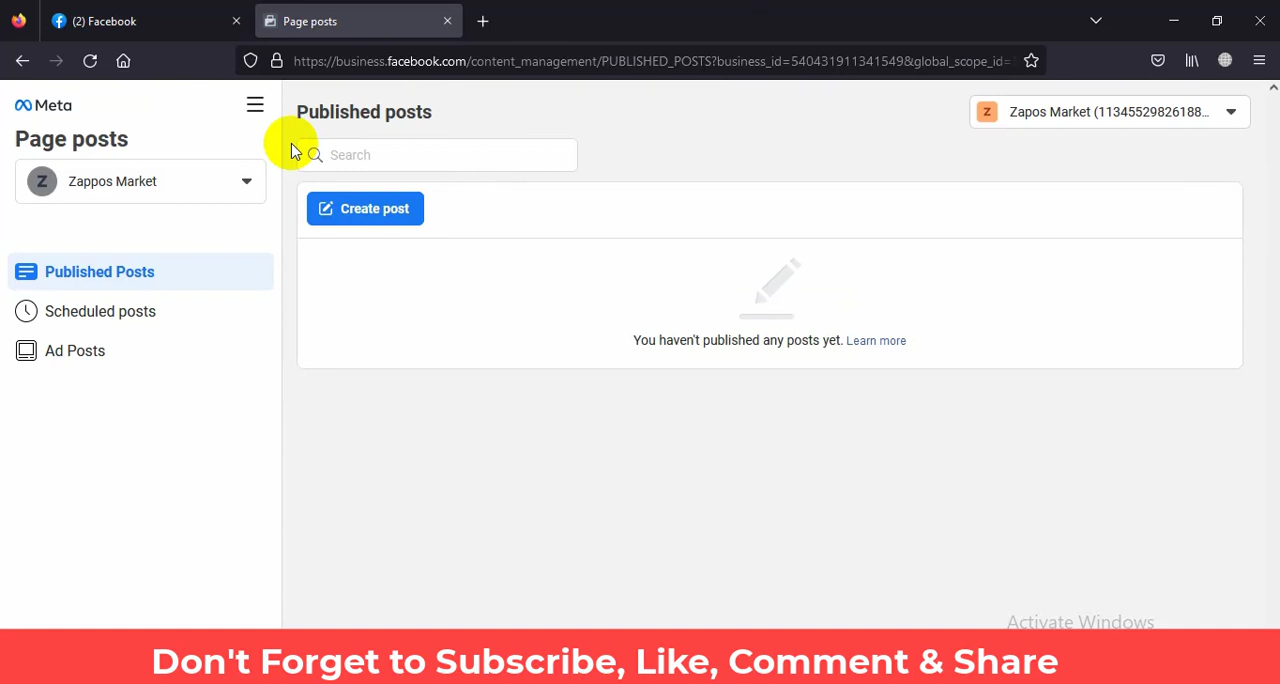 (2) Facebook
Page posts
https://business.facebook.com/content_management/PUBLISHED_POSTS?business_id=540431911341549&global_scope_id=
Meta
Page posts
Z Zappos Market
Published Posts
Scheduled posts
Ad Posts
Published posts
Z Zapos Market (11345529826188...
Search
Create post
You haven't published any posts yet. Learn more
Activate Windows
Don't Forget to Subscribe, Like, Comment & Share